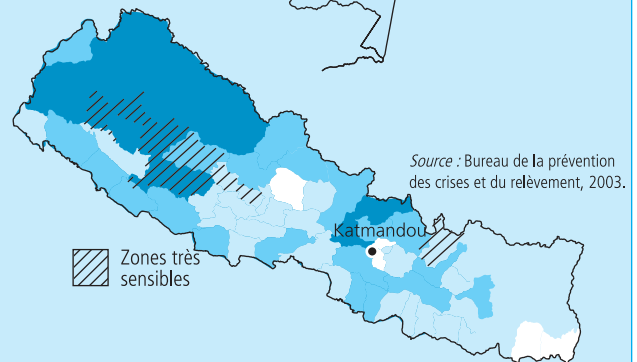 Source : Bureau de la prévention
des crises et du relèvement, 2003.
Katmandou
Zones très
sensibles